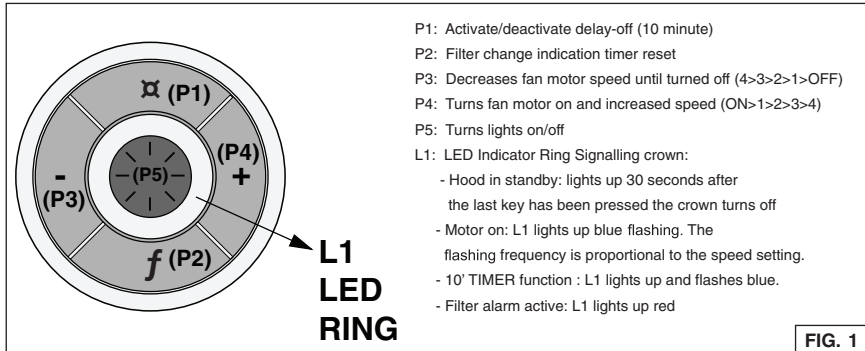 ¤ (P1)
(P4)
+
-
(P3)
(P5)
ƒ (P2)
L1
LED
RING
P1: Activate/deactivate delay-off (10 minute)
P2: Filter change indication timer reset
P3: Decreases fan motor speed until turned off (4>3>2>1>OFF)
P4: Turns fan motor on and increased speed (ON>1>2>3>4)
P5: Turns lights on/off
L1: LED Indicator Ring Signalling crown:
- Hood in standby: lights up 30 seconds after
the last key has been pressed the crown turns off
- Motor on: L1 lights up blue flashing. The
flashing frequency is proportional to the speed setting.
- 10' TIMER function : L1 lights up and flashes blue.
- Filter alarm active: L1 lights up red
FIG. 1